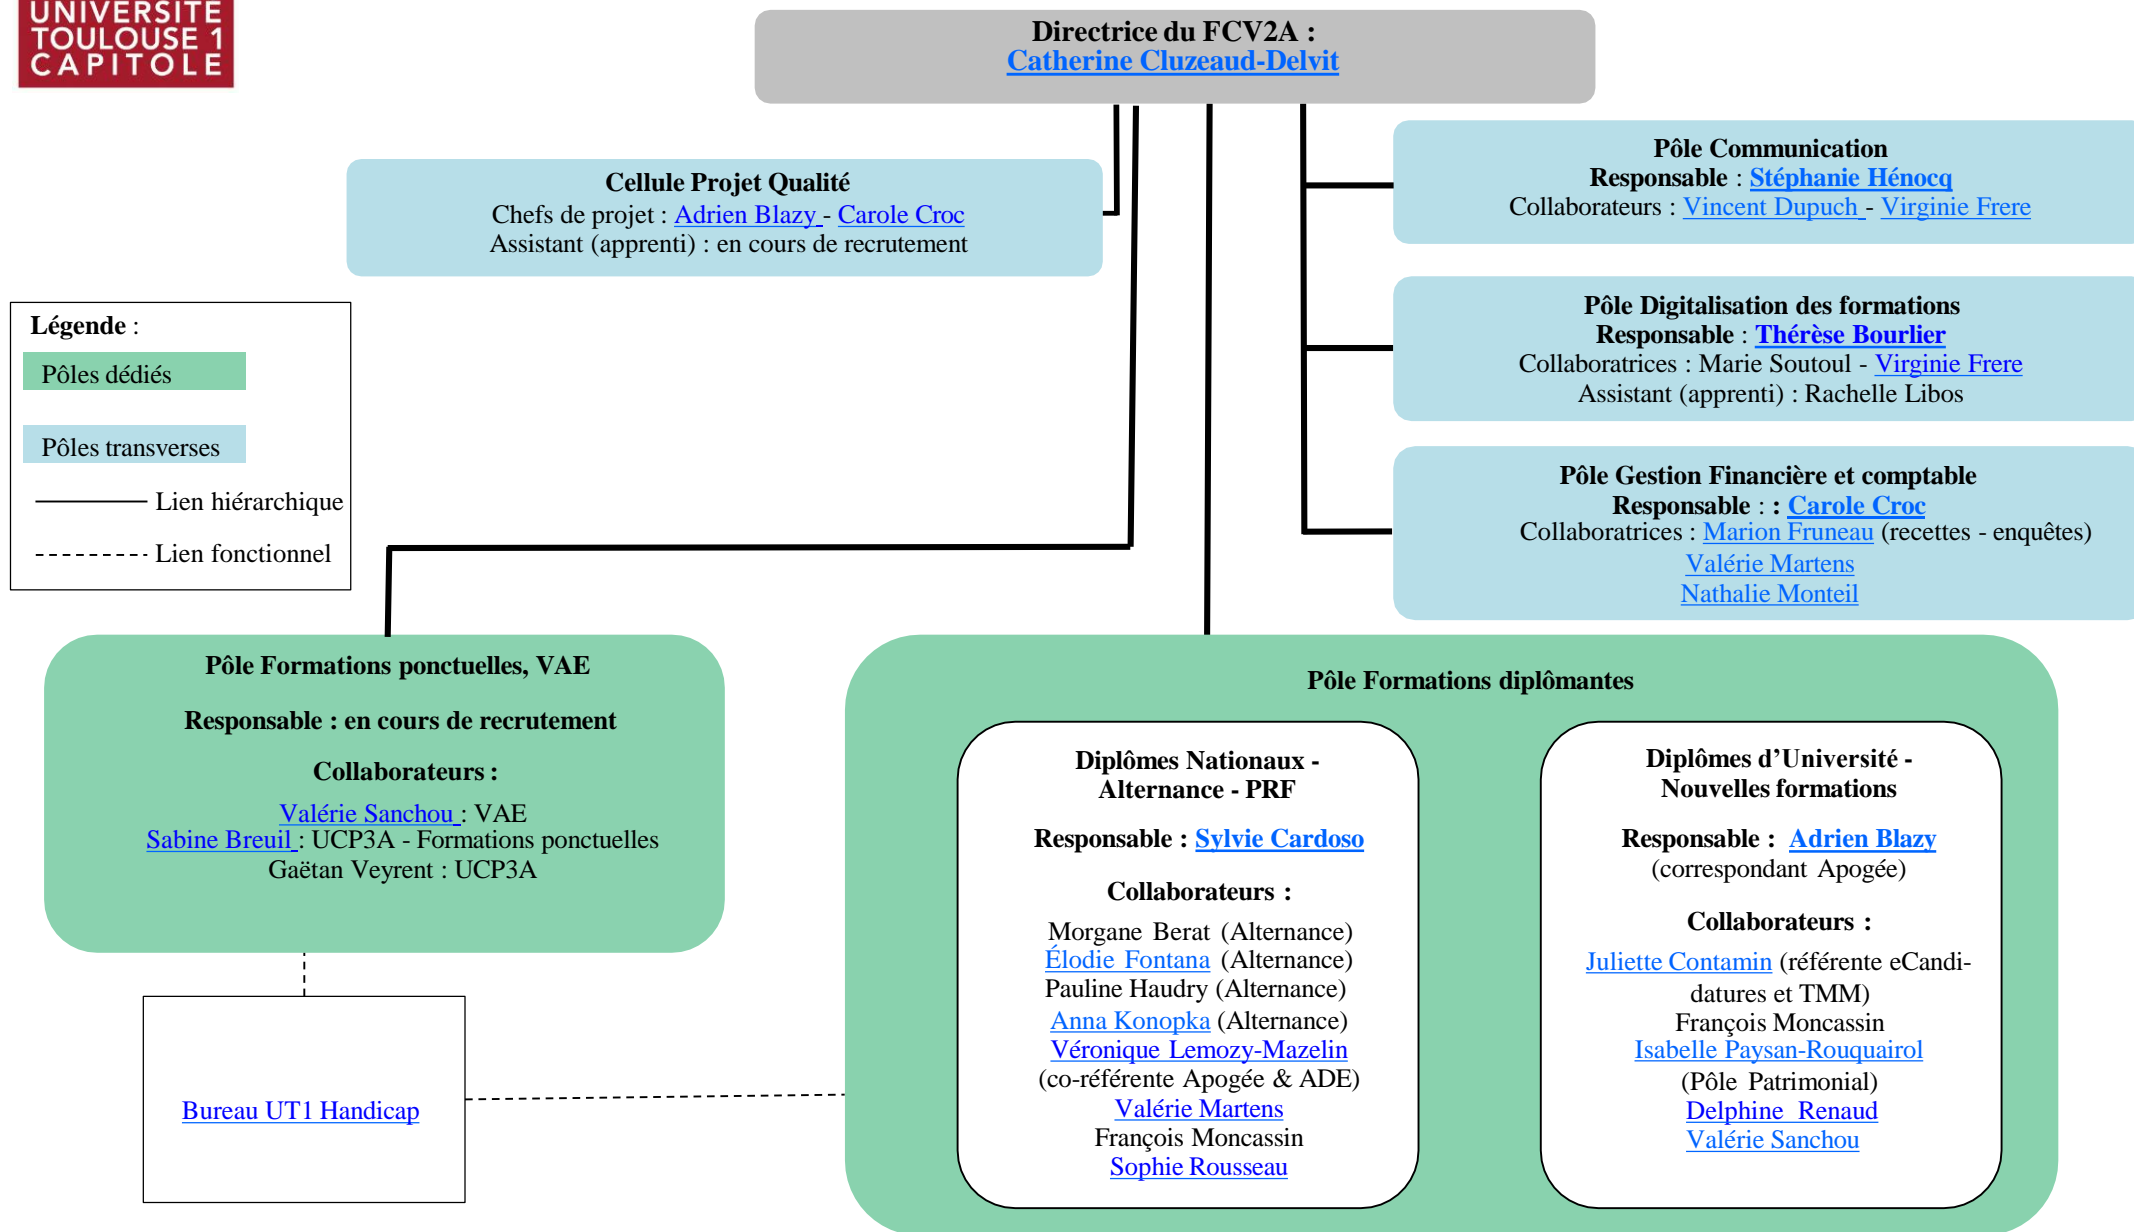 UNIVERSITE
TOULOUSE 1
CAPITOLE
Directrice du FCV2A :
Catherine Cluzeaud-Delvit
Cellule Projet Qualité
Chefs de projet : Adrien Blazy - Carole Croc
Assistant (apprenti) : en cours de recrutement
Pôle Communication
Responsable : Stéphanie Hénocq
Collaborateurs : Vincent Dupuch - Virginie Frere
Pôle Digitalisation des formations
Responsable : Thérèse Bourlier
Collaboratrices : Marie Soutoul - Virginie Frere
Assistant (apprenti) : Rachelle Libos
Pôle Gestion Financière et comptable
Responsable : : Carole Croc
Collaboratrices : Marion Fruneau (recettes - enquêtes)
Valérie Martens
Nathalie Monteil
Légende :
Pôles dédiés
Pôles transverses
Lien hiérarchique
Lien fonctionnel
Pôle Formations ponctuelles, VAE
Responsable : en cours de recrutement
Collaborateurs :
Valérie Sanchou : VAE
Sabine Breuil : UCP3A - Formations ponctuelles
Gaëtan Veyrent : UCP3A
Bureau UT1 Handicap
Pôle Formations diplômantes
Diplômes Nationaux -
Alternance - PRF
Responsable : Sylvie Cardoso
Collaborateurs :
Morgane Berat (Alternance)
Élodie Fontana (Alternance)
Pauline Haudry (Alternance)
Anna Konopka (Alternance)
Véronique Lemozy-Mazelin
(co-référente Apogée & ADE)
Valérie Martens
François Moncassin
Sophie Rousseau
Diplômes d’Université -
Nouvelles formations
Responsable : Adrien Blazy
(correspondant Apogée)
Collaborateurs :
Juliette Contamin (référente eCandi-
datures et TMM)
François Moncassin
Isabelle Paysan-Rouquairol
(Pôle Patrimonial)
Delphine Renaud
Valérie Sanchou